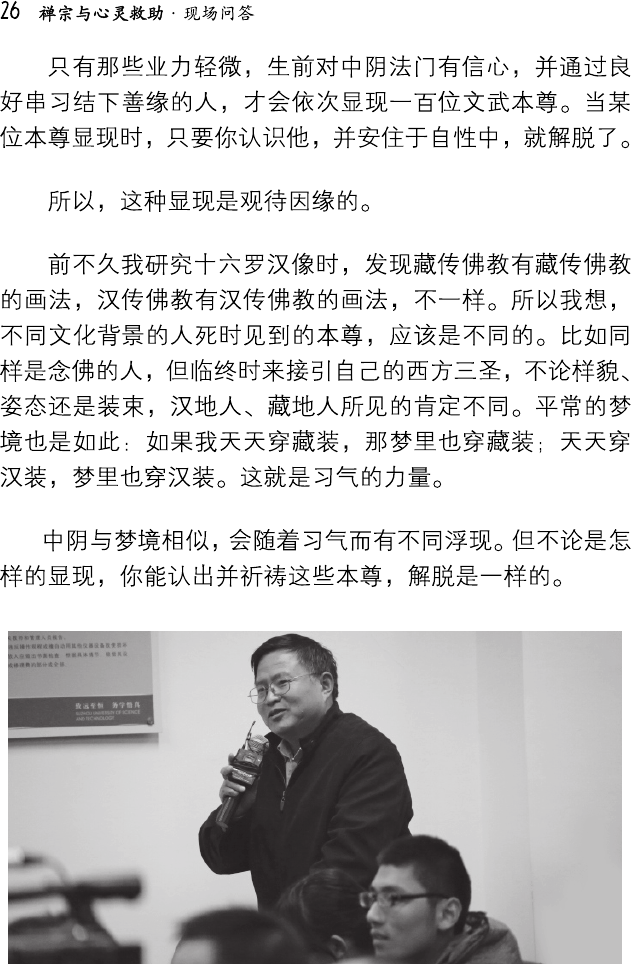 26 禅宗与心灵救助 · 现场问答
只有那些业力轻微，生前对中阴法门有信心，并通过良
好串习结下善缘的人，才会依次显现一百位文武本尊。当某
位本尊显现时，只要你认识他，并安住于自性中，就解脱了。
所以，这种显现是观待因缘的。
前不久我研究十六罗汉像时，发现藏传佛教有藏传佛教
的画法，汉传佛教有汉传佛教的画法，不一样。所以我想，
不同文化背景的人死时见到的本尊，应该是不同的。比如同
样是念佛的人，但临终时来接引自己的西方三圣，不论样貌、
姿态还是装束，汉地人、藏地人所见的肯定不同。平常的梦
境也是如此：如果我天天穿藏装，那梦里也穿藏装；天天穿
汉装，梦里也穿汉装。这就是习气的力量。
中阴与梦境相似，会随着习气而有不同浮现。但不论是怎
样的显现，你能认出并祈祷这些本尊，解脱是一样的。
致远至恒 务学悟真
UNIVERSITY OF SCIENCE
AND TECHNOLOGY